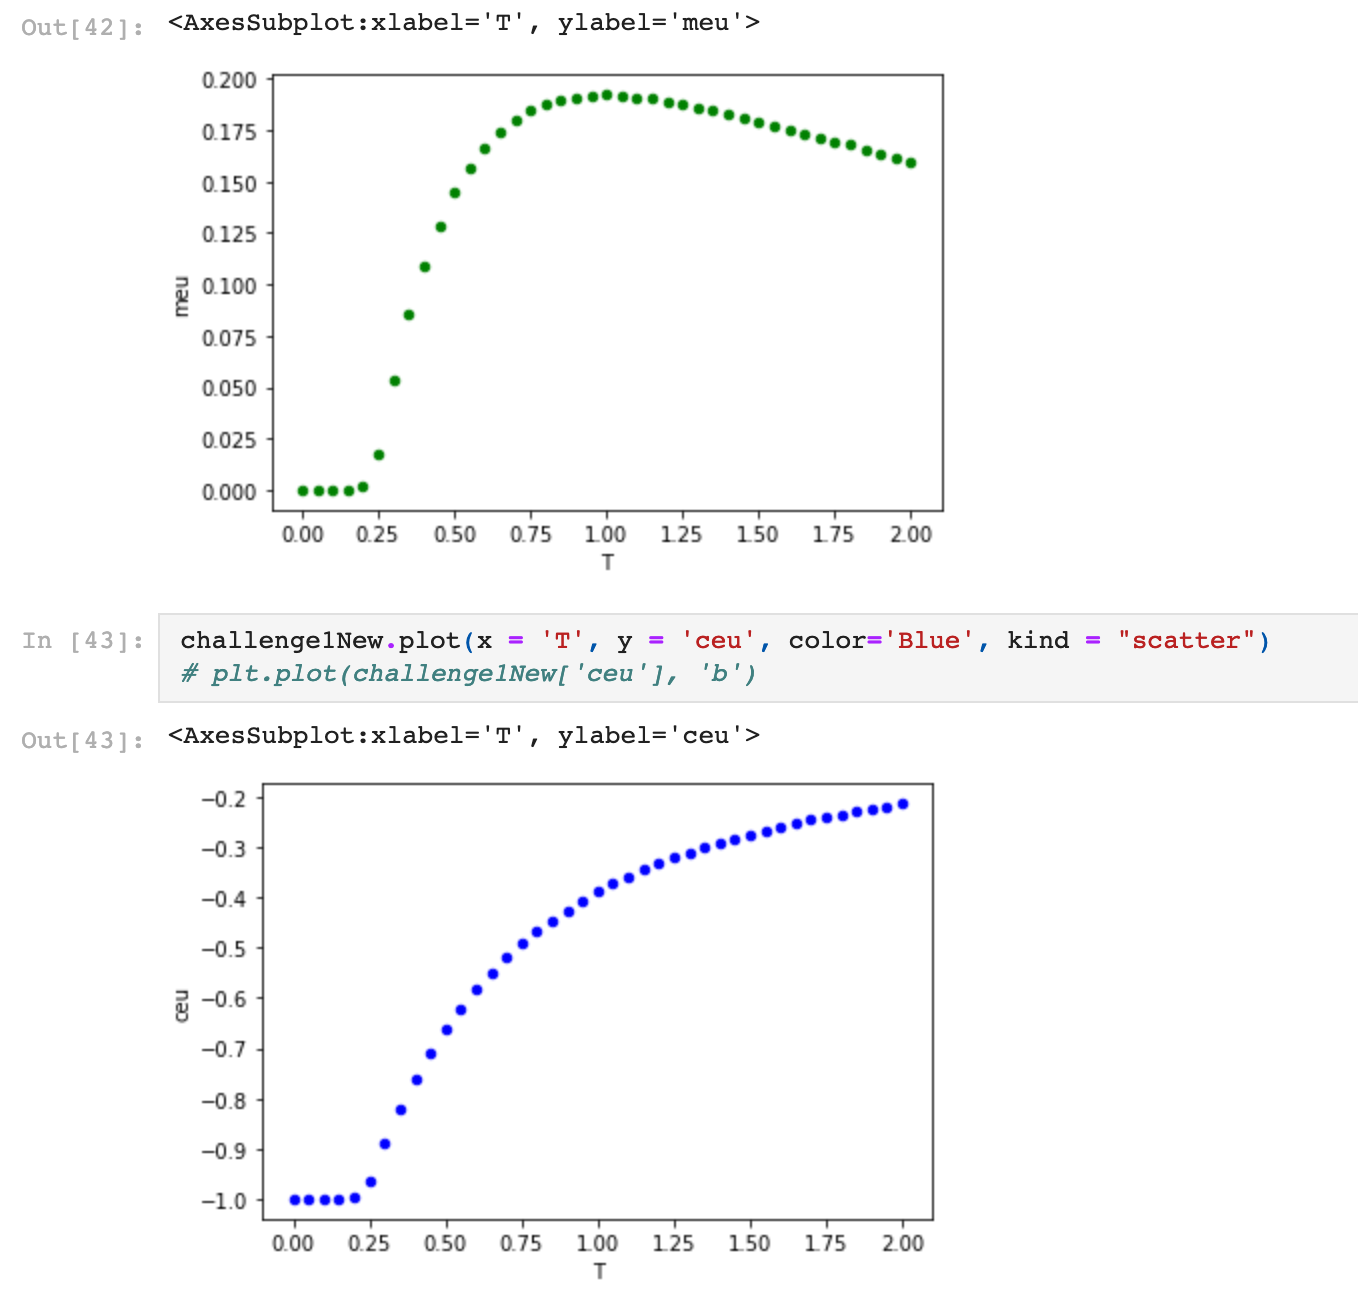 Out[42]: <AxesSubplot:xlabel='T', ylabel='meu'>
0.200
0.175
0.150
0.125
0.100
0.075
0.050
0.025
0.000
meu
0.00 0.25 0.50 0.75 1.00 1.25 1.50 1.75 2.00
T
In [43]: challenge1New.plot(x = 'T', y = 'ceu', color='Blue', kind = "scatter")
# plt.plot(challenge1New['ceu'], 'b')
Out[43]: <AxesSubplot:xlabel='T', ylabel='ceu'>
−0.2
−0.3
−0.4
−0.5
−0.6
−0.7
−0.8
−0.9
−1.0
ceu
0.00 0.25 0.50 0.75 1.00 1.25 1.50 1.75 2.00
T